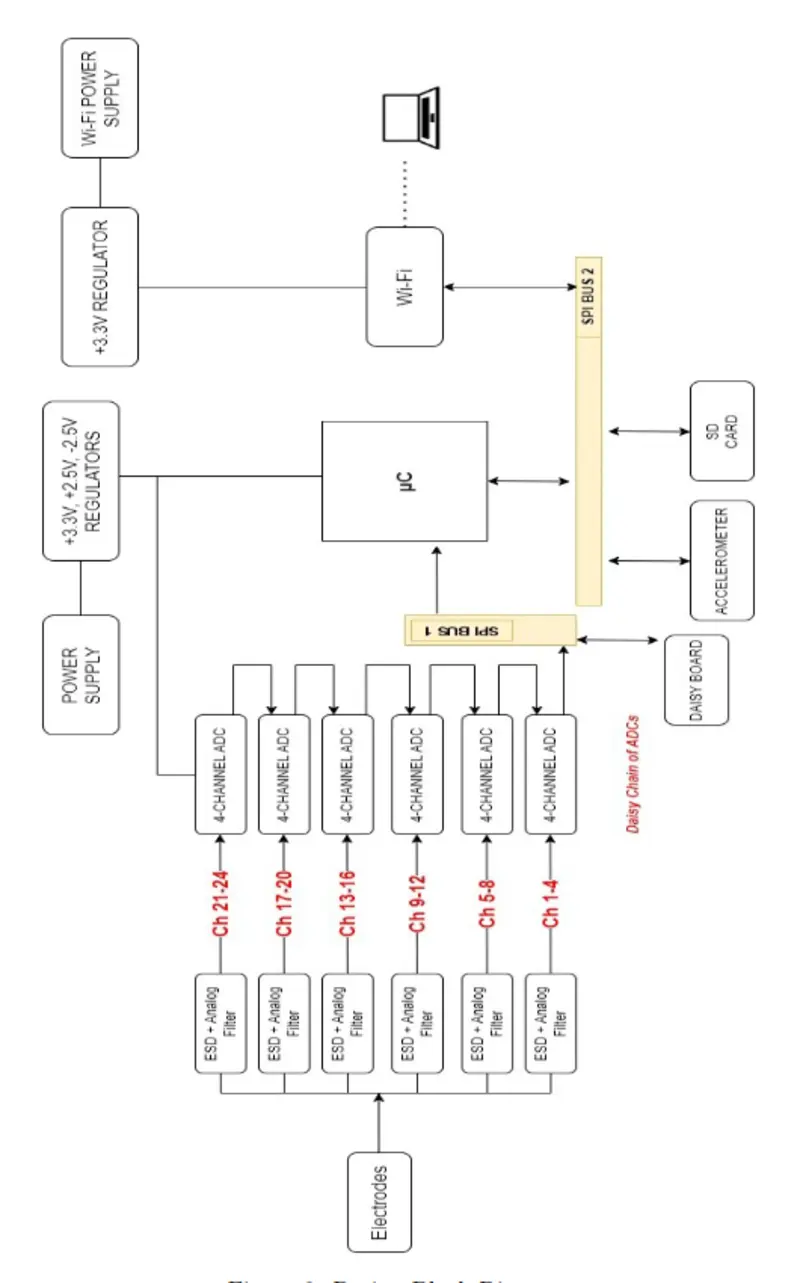 Wi-Fi POWER
SUPPLY
+3.3V REGULATOR
Wi-Fi
SPI BUS 2
+3.3V, +2.5V, -2.5V
REGULATORS
µC
SD
CARD
ACCELEROMETER
POWER
SUPPLY
SPI BUS 1
DAISY BOARD
4-CHANNEL ADC
4-CHANNEL ADC
4-CHANNEL ADC
4-CHANNEL ADC
4-CHANNEL ADC
4-CHANNEL ADC
Daisy Chain of ADCs
Ch 21-24
Ch 17-20
Ch 13-16
Ch 9-12
Ch 5-8
Ch 1-4
ESD + Analog
Filter
ESD + Analog
Filter
ESD + Analog
Filter
ESD + Analog
Filter
ESD + Analog
Filter
ESD + Analog
Filter
Electrodes